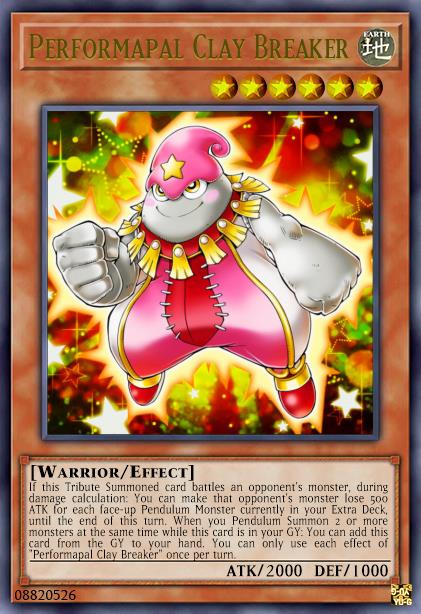 PERFORMAPAL CLAY BREAKER
EARTH
地
[WARRIOR/EFFECT]
If this Tribute Summoned card battles an opponent's monster, during
damage calculation: You can make that opponent's monster lose 500
ATK for each face-up Pendulum Monster currently in your Extra Deck,
until the end of this turn. When you Pendulum Summon 2 or more
monsters at the same time while this card is in your GY: You can add this
card from the GY to your hand. You can only use each effect of
"Performapal Clay Breaker" once per turn.
ATK/2000 DEF/1000
08820526